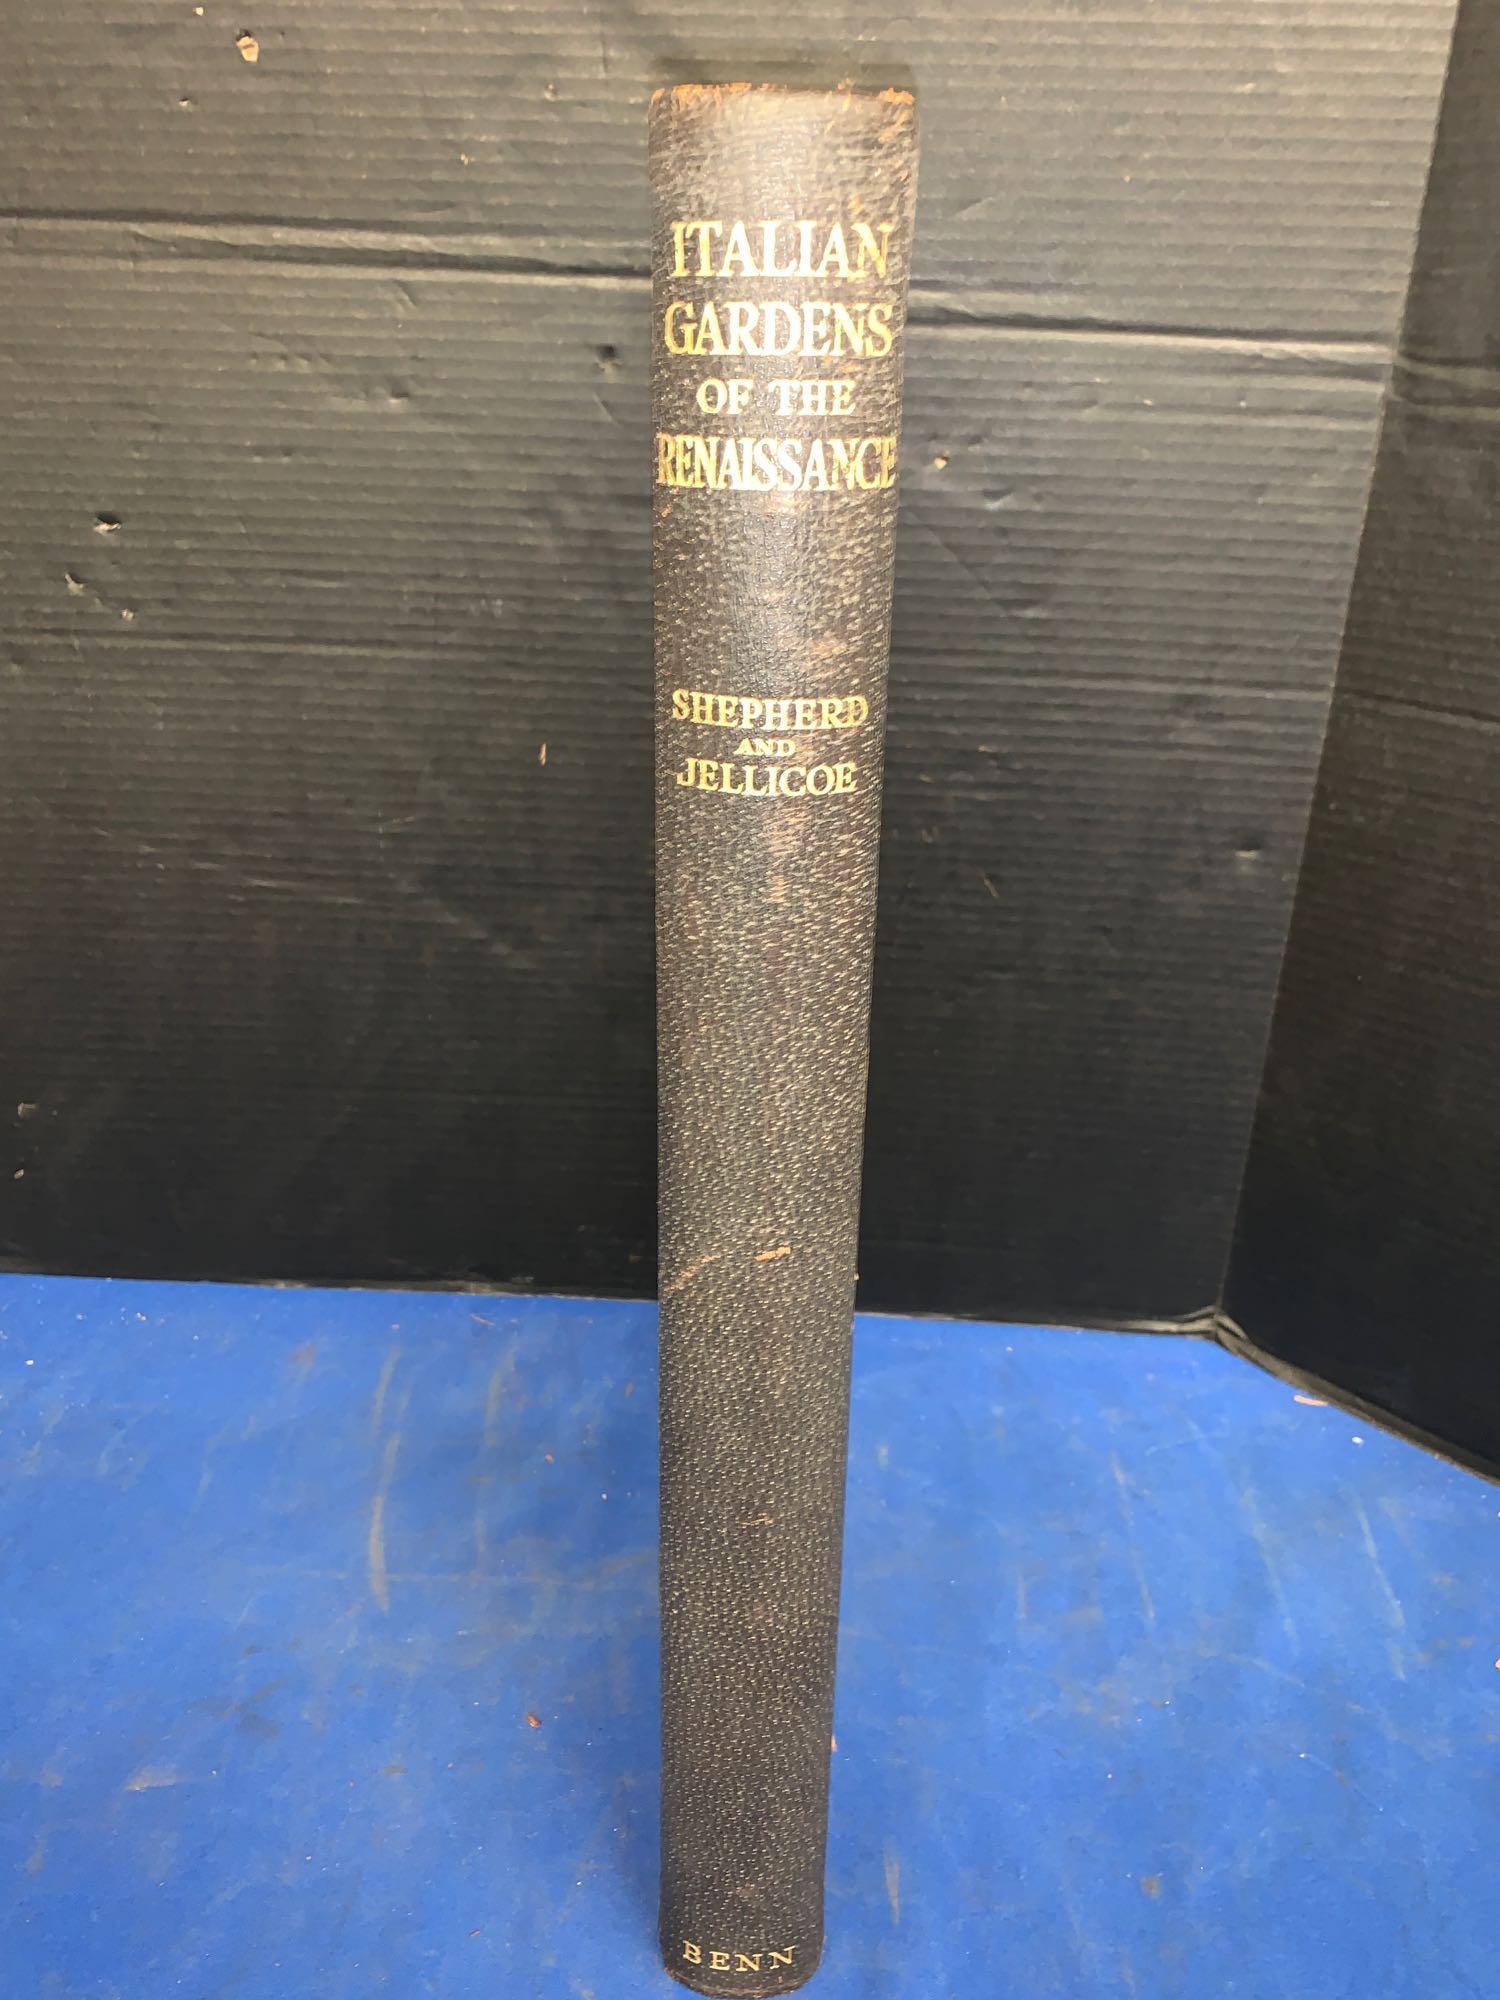 ITALIAN
GARDENS
OF THE
RENAISSANCE
SHEPHERD
AND
JELLICOE
BENN